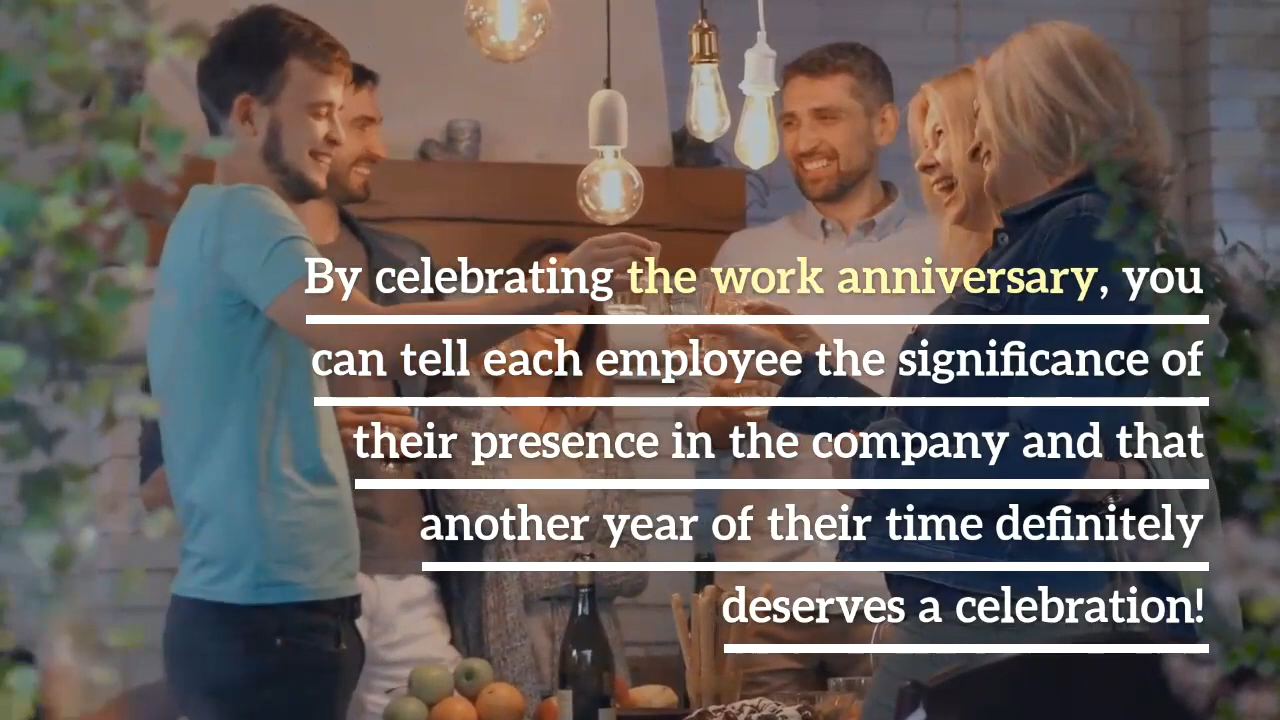 By celebrating the work anniversary, you
can tell each employee the significance of
their presence in the company and that
another year of their time definitely
deserves a celebration!